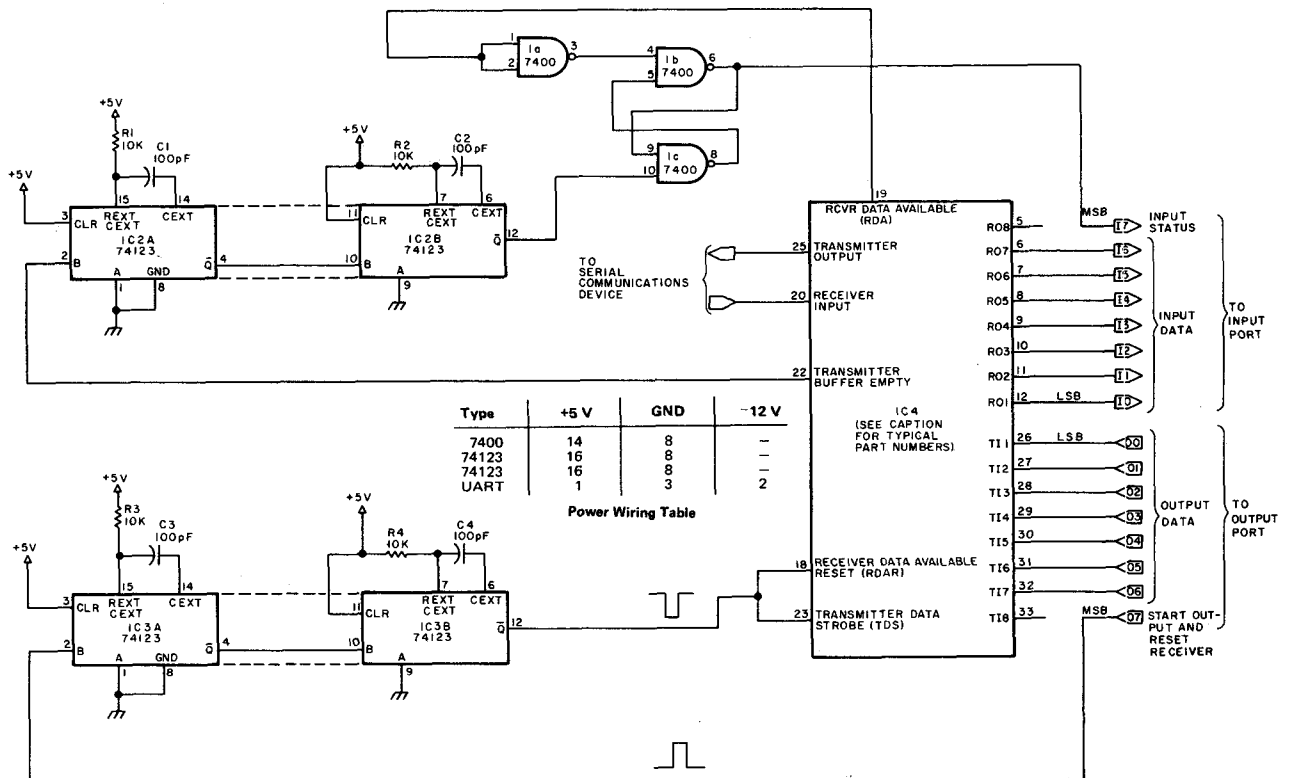 1
2
1a
7400
3
4
5
1b
7400
6
9
10
1c
7400
8
+5V
R1
10K
C1
100pF
+5V
15
14
3
CLR
REXT
CEXT
CEXT
IC2A
74123
2
B
Q̅
4
A
GND
1
8
+5V
R2
10K
C2
100pF
7
6
11
CLR
REXT
CEXT
CEXT
IC2B
74123
Q̅
12
10
B
A
9
19
RCVR DATA AVAILABLE
(RDA)
25
TRANSMITTER
OUTPUT
TO
SERIAL
COMMUNICATIONS
DEVICE
20
RECEIVER
INPUT
22
TRANSMITTER
BUFFER EMPTY
IC4
(SEE CAPTION
FOR TYPICAL
PART NUMBERS)
18
RECEIVER DATA AVAILABLE
RESET (RDAR)
23
TRANSMITTER DATA
STROBE (TDS)
RO8 5
MSB I7 INPUT
STATUS
RO7 6 I6
RO6 7 I5
RO5 8 I4
RO4 9 I3
RO3 10 I2
RO2 11 I1
RO1 12 LSB I0
INPUT
DATA
TO
INPUT
PORT
TI1 26 LSB O0
TI2 27 O1
TI3 28 O2
TI4 29 O3
TI5 30 O4
TI6 31 O5
TI7 32 O6
TI8 33
MSB O7 START OUT-
PUT AND
RESET
RECEIVER
OUTPUT
DATA
TO
OUTPUT
PORT
Type +5 V GND -12 V
7400 14 8 –
74123 16 8 –
74123 16 8 –
UART 1 3 2
Power Wiring Table
+5V
R3
10K
C3
100pF
+5V
15
14
3
CLR
REXT
CEXT
CEXT
IC3A
74123
2
B
Q̅
4
A
GND
1
8
+5V
R4
10K
C4
100pF
7
6
11
CLR
REXT
CEXT
CEXT
IC3B
74123
Q̅
12
10
B
A
9